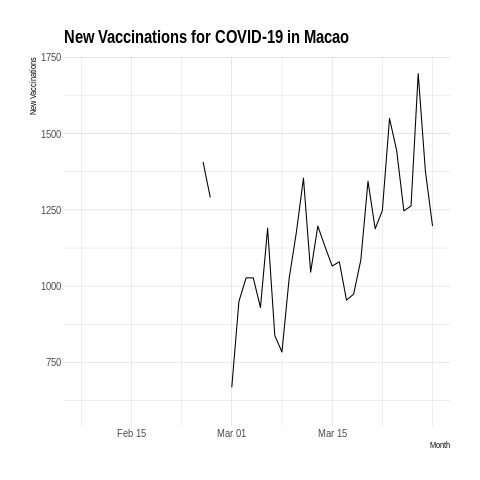 New Vaccinations for COVID-19 in Macao
New Vaccinations
1750
1500
1250
1000
750
Feb 15
Mar 01
Mar 15
Month